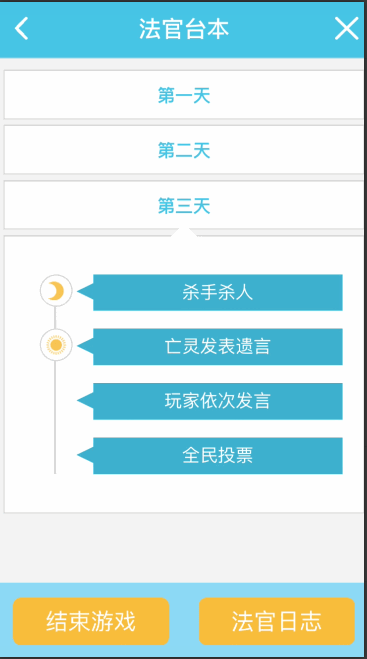 法官台本
第一天
第二天
第三天
杀手杀人
亡灵发表遗言
玩家依次发言
全民投票
结束游戏
法官日志